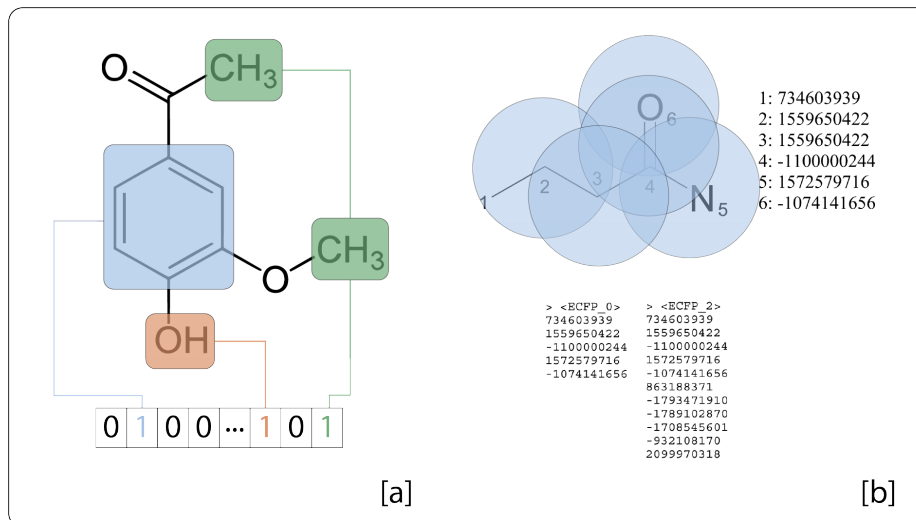 O
CH3
CH3
O
OH
0 1 0 0 ... 1 0 1
[a]
O6
1 2 3 4 N5
1: 734603939
2: 1559650422
3: 1559650422
4: -1100000244
5: 1572579716
6: -1074141656
> <ECFP_0>
734603939
1559650422
-1100000244
1572579716
-1074141656
> <ECFP_2>
734603939
1559650422
-1100000244
1572579716
-1074141656
863188371
-1793471910
-1789102870
-1708545601
-932108170
2099970318
[b]